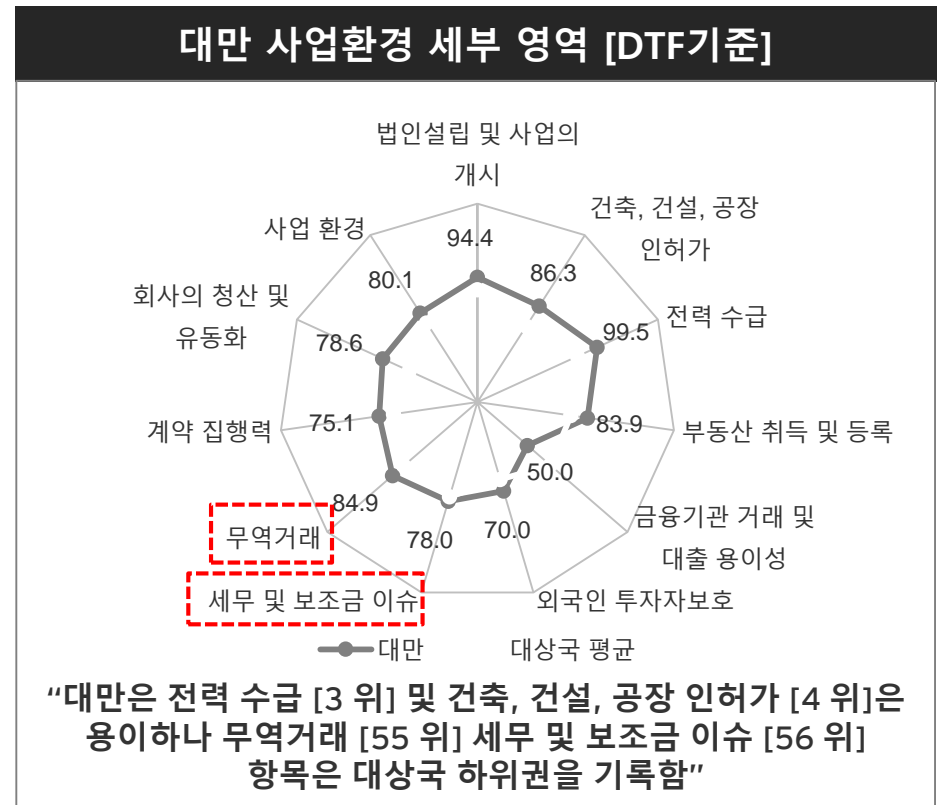 대만 사업환경 세부 영역 [DTF기준]
법인설립 및 사업의
개시
건축, 건설, 공장
인허가
사업 환경
94.4
86.3
80.1
회사의 청산 및
유동화
전력 수급
99.5
78.6
계약 집행력
75.1
83.9
부동산 취득 및 등록
50.0
84.9
금융기관 거래 및
대출 용이성
무역거래
78.0
70.0
세무 및 보조금 이슈
외국인 투자자보호
대만
대상국 평균
“대만은 전력 수급 [3 위] 및 건축, 건설, 공장 인허가 [4 위]은
용이하나 무역거래 [55 위] 세무 및 보조금 이슈 [56 위]
항목은 대상국 하위권을 기록함”